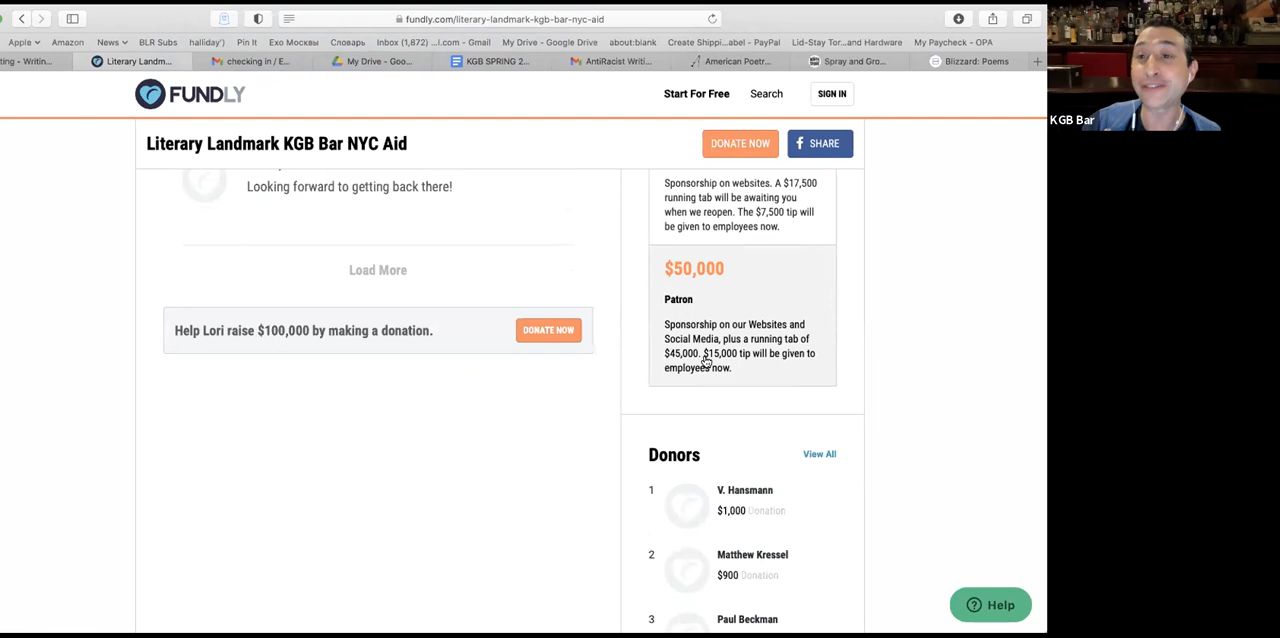 fundly.com/literary-landmark-kgb-bar-nyc-aid
Apple Amazon News BLR Subs halliday') Pin It Ехо Москвы Словарь Inbox (1,872) ...l.com - Gmail My Drive - Google Drive about:blank Create Shippi...abel - PayPal Lid-Stay Tor...and Hardware My Paycheck - OPA
ting - Writin... Literary Landm... checking in / E... My Drive - Goo... KGB SPRING 2... AntiRacist Writi... American Poetr... Spray and Gro... Blizzard: Poems
FUNDLY
Start For Free Search SIGN IN
KGB Bar
Literary Landmark KGB Bar NYC Aid
DONATE NOW
SHARE
Looking forward to getting back there!
Load More
Help Lori raise $100,000 by making a donation.
DONATE NOW
Sponsorship on websites. A $17,500
running tab will be awaiting you
when we reopen. The $7,500 tip will
be given to employees now.
$50,000
Patron
Sponsorship on our Websites and
Social Media, plus a running tab of
$45,000. $15,000 tip will be given to
employees now.
Donors View All
1 V. Hansmann
$1,000 Donation
2 Matthew Kressel
$900 Donation
3 Paul Beckman
Help